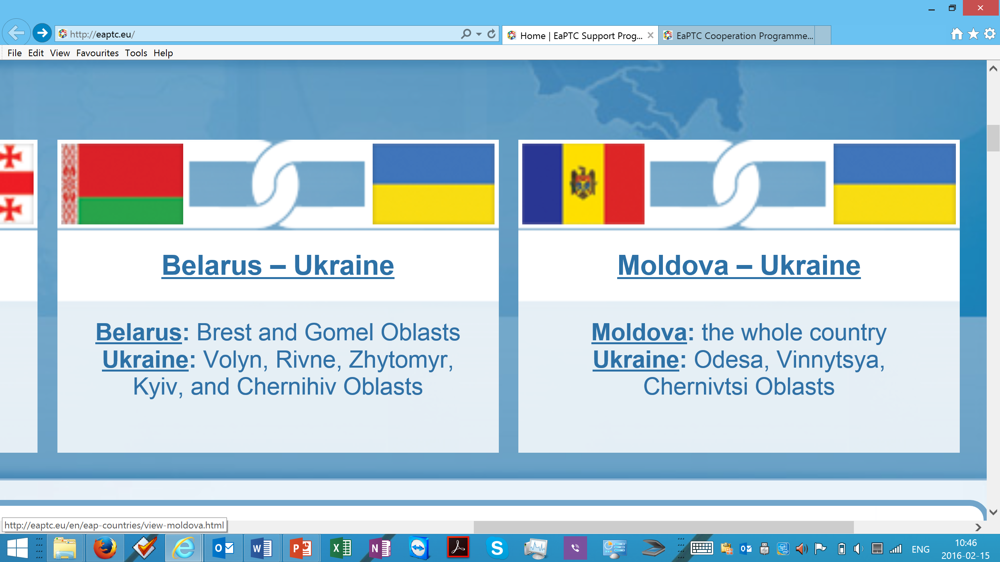 http://eaptc.eu/
Home | EaPTC Support Prog...
EaPTC Cooperation Programme...
File Edit View Favourites Tools Help
Belarus – Ukraine
Belarus: Brest and Gomel Oblasts
Ukraine: Volyn, Rivne, Zhytomyr,
Kyiv, and Chernihiv Oblasts
Moldova – Ukraine
Moldova: the whole country
Ukraine: Odesa, Vinnytsya,
Chernivtsi Oblasts
http://eaptc.eu/en/eap-countries/view-moldova.html
ENG
10:46
2016-02-15